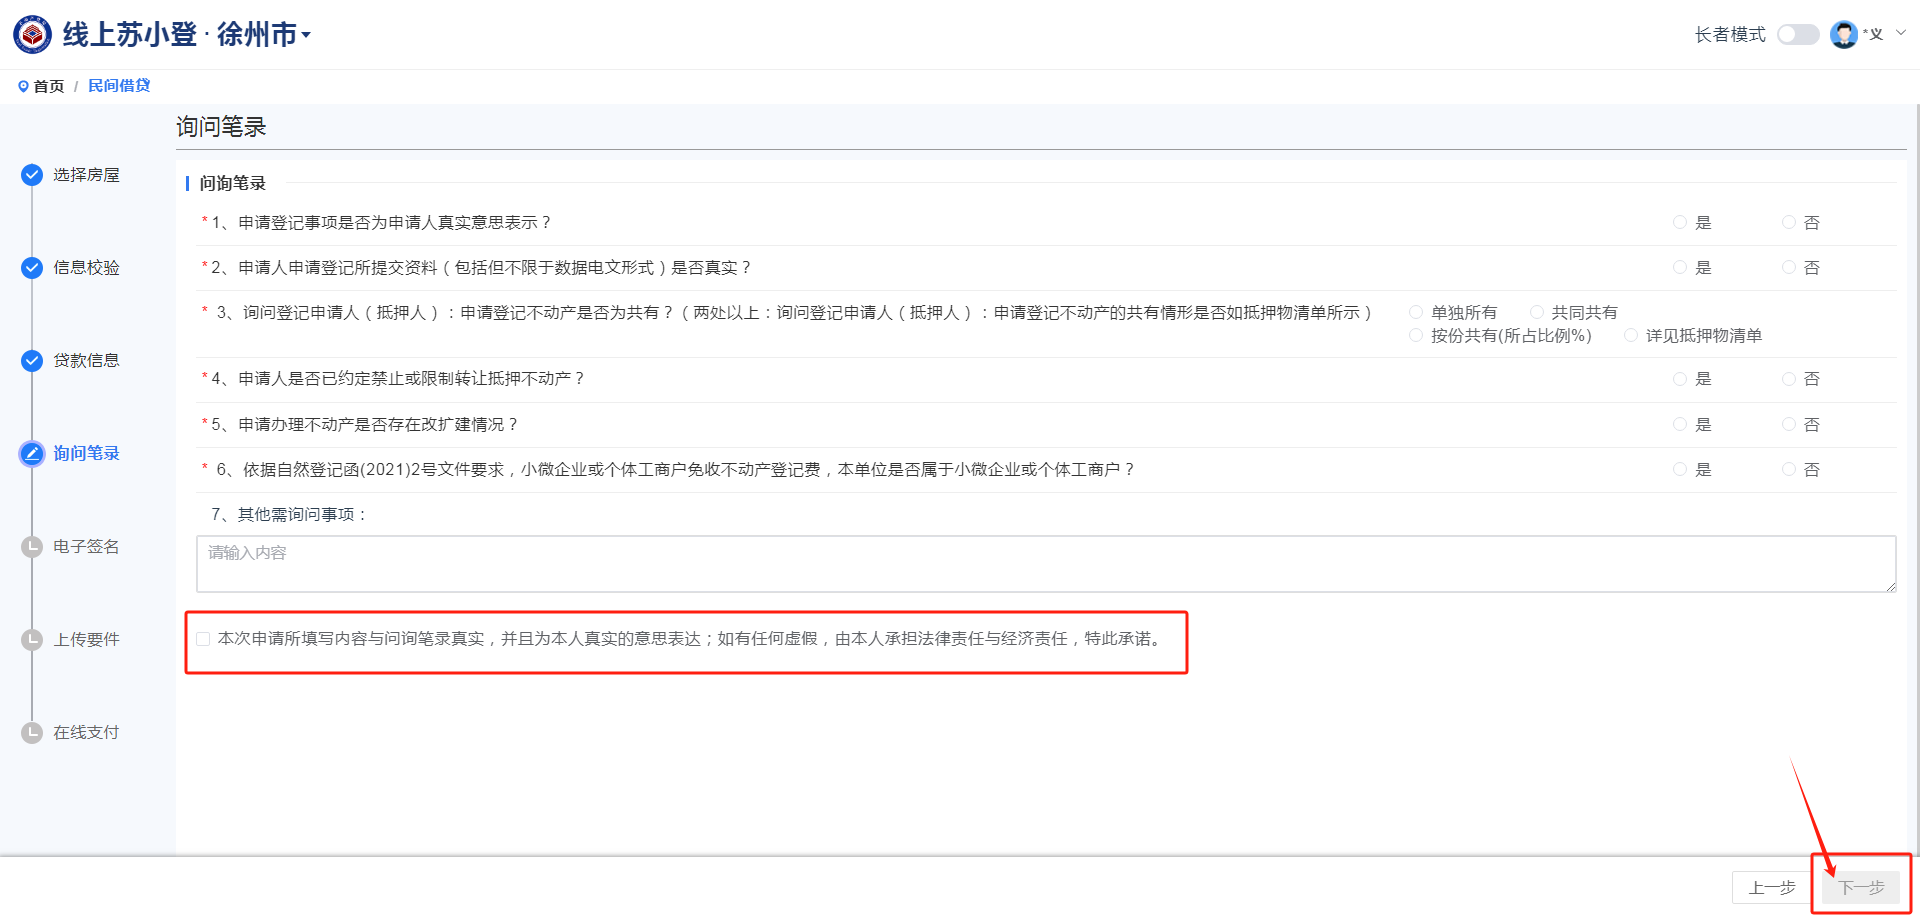 线上苏小登·徐州市
长者模式
*义
首页 / 民间借贷
询问笔录
选择房屋
信息校验
贷款信息
询问笔录
电子签名
上传要件
在线支付
问询笔录
*1、申请登记事项是否为申请人真实意思表示？ 是 否
*2、申请人申请登记所提交资料（包括但不限于数据电文形式）是否真实？ 是 否
* 3、询问登记申请人（抵押人）：申请登记不动产是否为共有？（两处以上：询问登记申请人（抵押人）：申请登记不动产的共有情形是否如抵押物清单所示） 单独所有 共同共有
按份共有(所占比例%) 详见抵押物清单
*4、申请人是否已约定禁止或限制转让抵押不动产？ 是 否
*5、申请办理不动产是否存在改扩建情况？ 是 否
* 6、依据自然登记函(2021)2号文件要求，小微企业或个体工商户免收不动产登记费，本单位是否属于小微企业或个体工商户？ 是 否
7、其他需询问事项：
请输入内容
本次申请所填写内容与问询笔录真实，并且为本人真实的意思表达；如有任何虚假，由本人承担法律责任与经济责任，特此承诺。
上一步
下一步